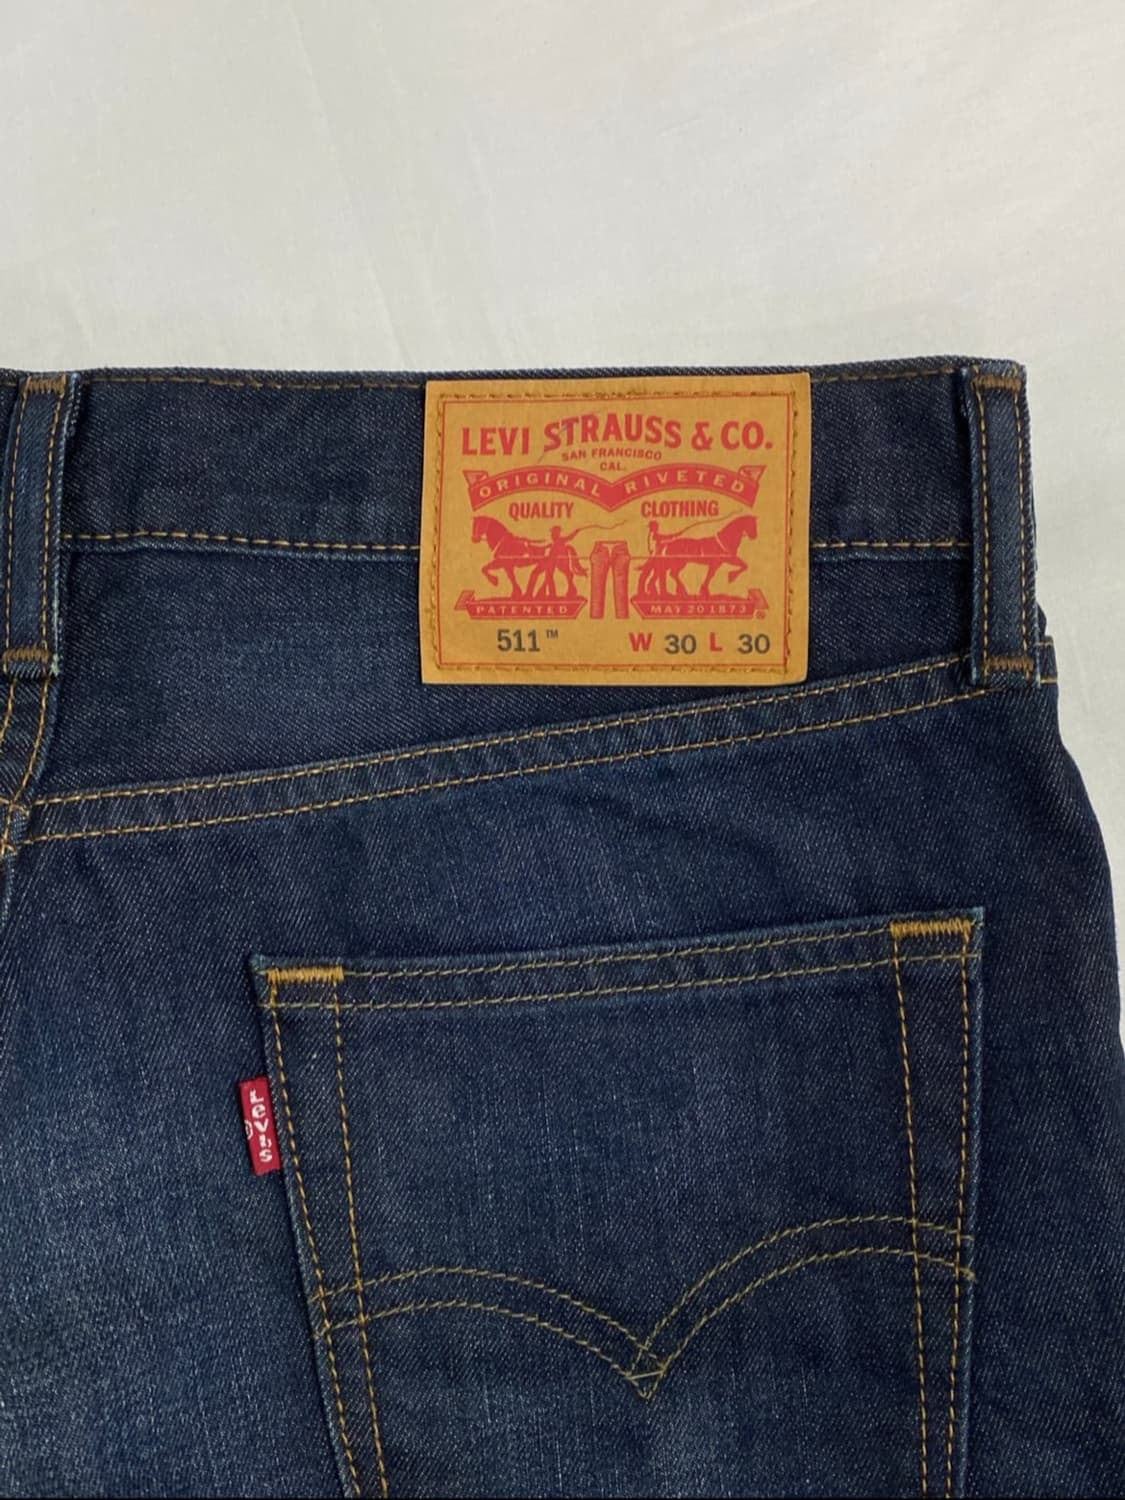 LEVI STRAUSS & CO.
SAN FRANCISCO
CAL.
ORIGINAL RIVETED
QUALITY CLOTHING
PATENTED MAY 20 1873
®
511™ W 30 L 30
LEVI'S
®